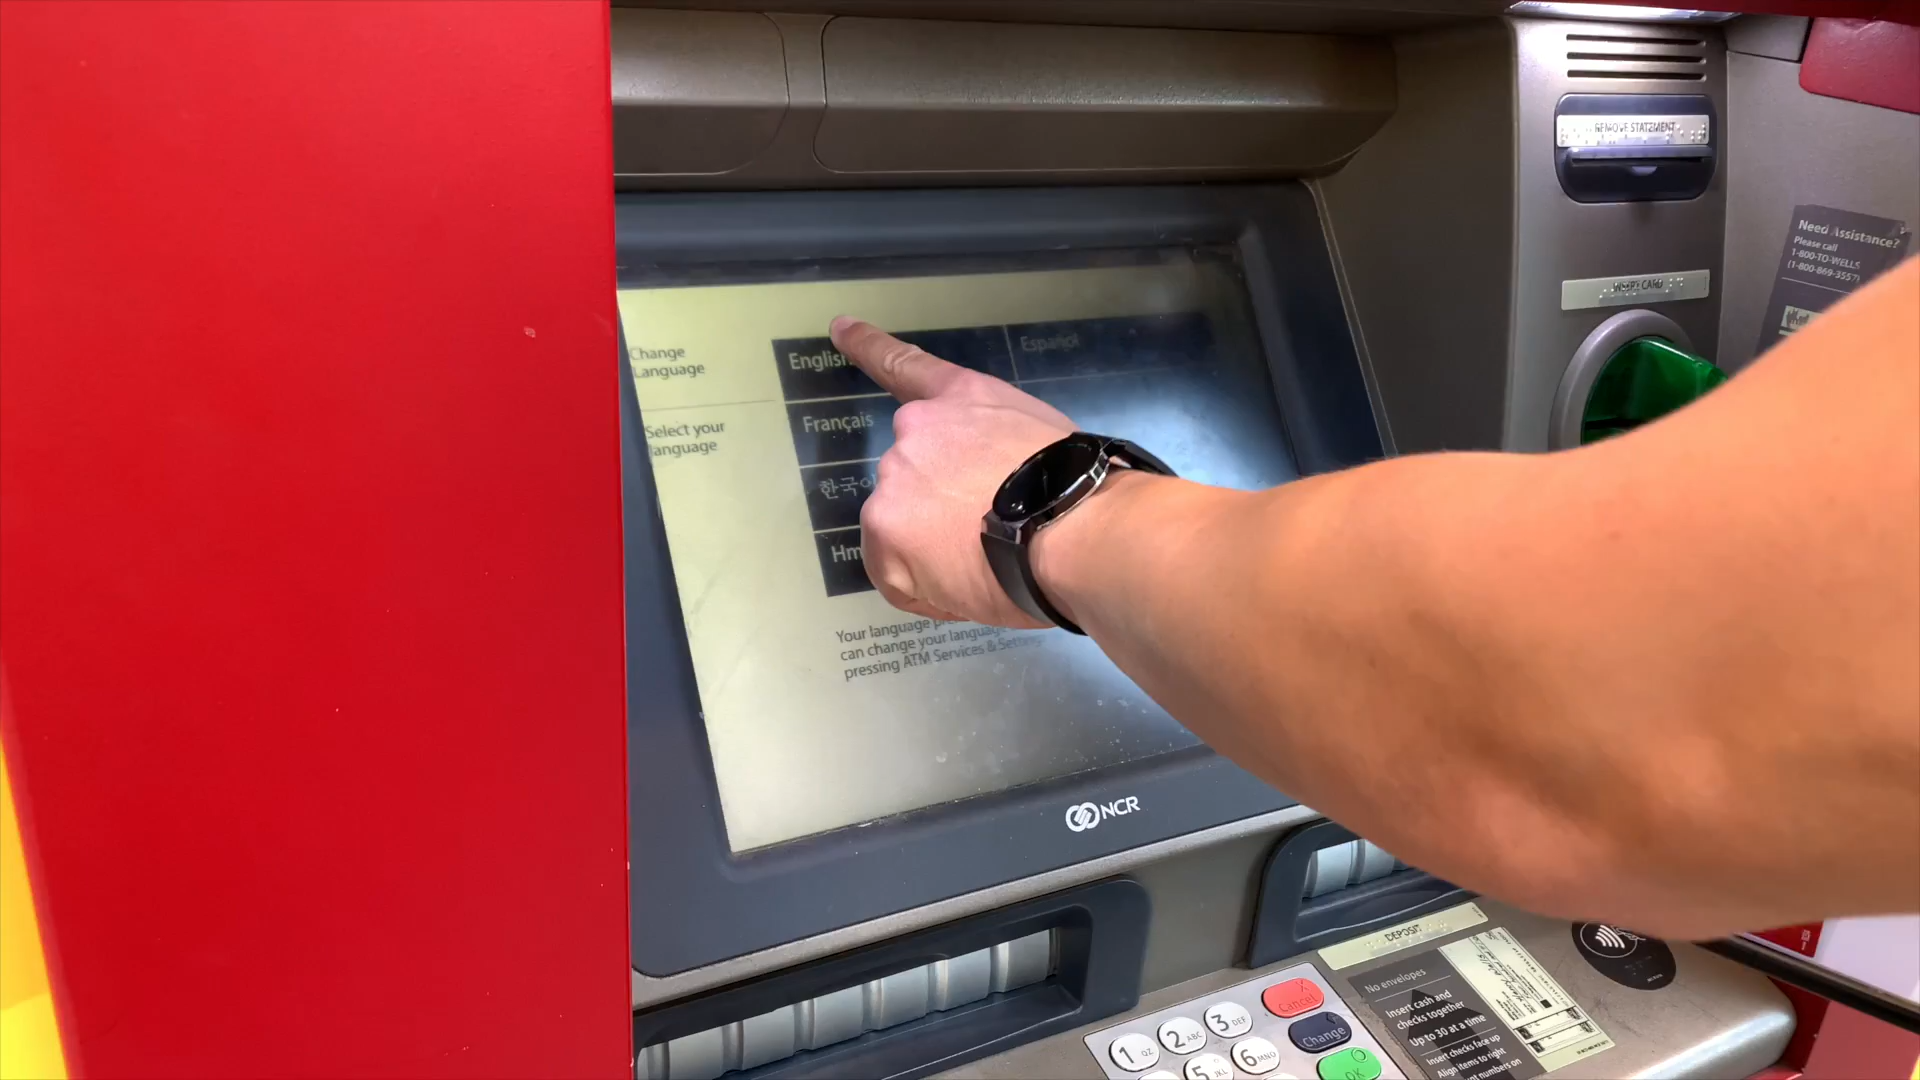 REMOVE STATEMENT
Need Assistance?
Please call
1-800-TO-WELLS
(1-800-869-3557)
INSERT CARD
Change
Language
Select your
language
English
Español
Français
한국어
Your language
can change your language
pressing ATM Services & Settings.
NCR
DEPOSIT
No envelopes
Insert cash and
checks together
Up to 30 at a time
Insert checks face up
Align items to right
numbers on
1 QZ
2 ABC
3 DEF
Cancel
5 JKL
6 MNO
Change
OK